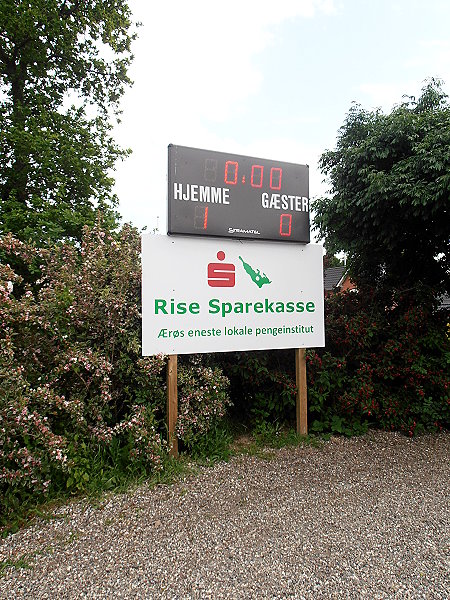 0:00
HJEMME GÆSTER
1 0
STRAMATEL
Rise Sparekasse
Ærøs eneste lokale pengeinstitut